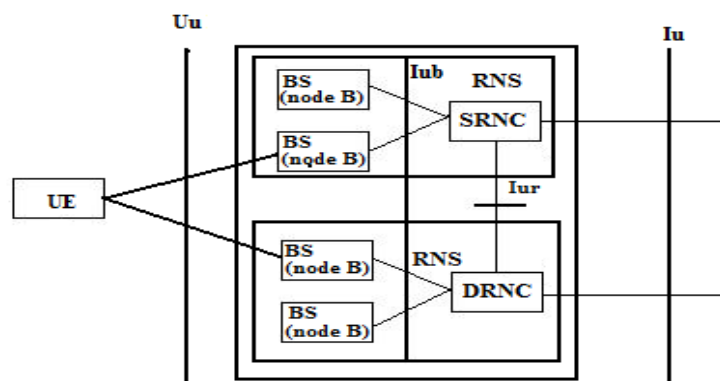 Uu
Iu
BS
(node B)
Iub
RNS
SRNC
BS
(node B)
UE
Iur
BS
(node B)
RNS
DRNC
BS
(node B)